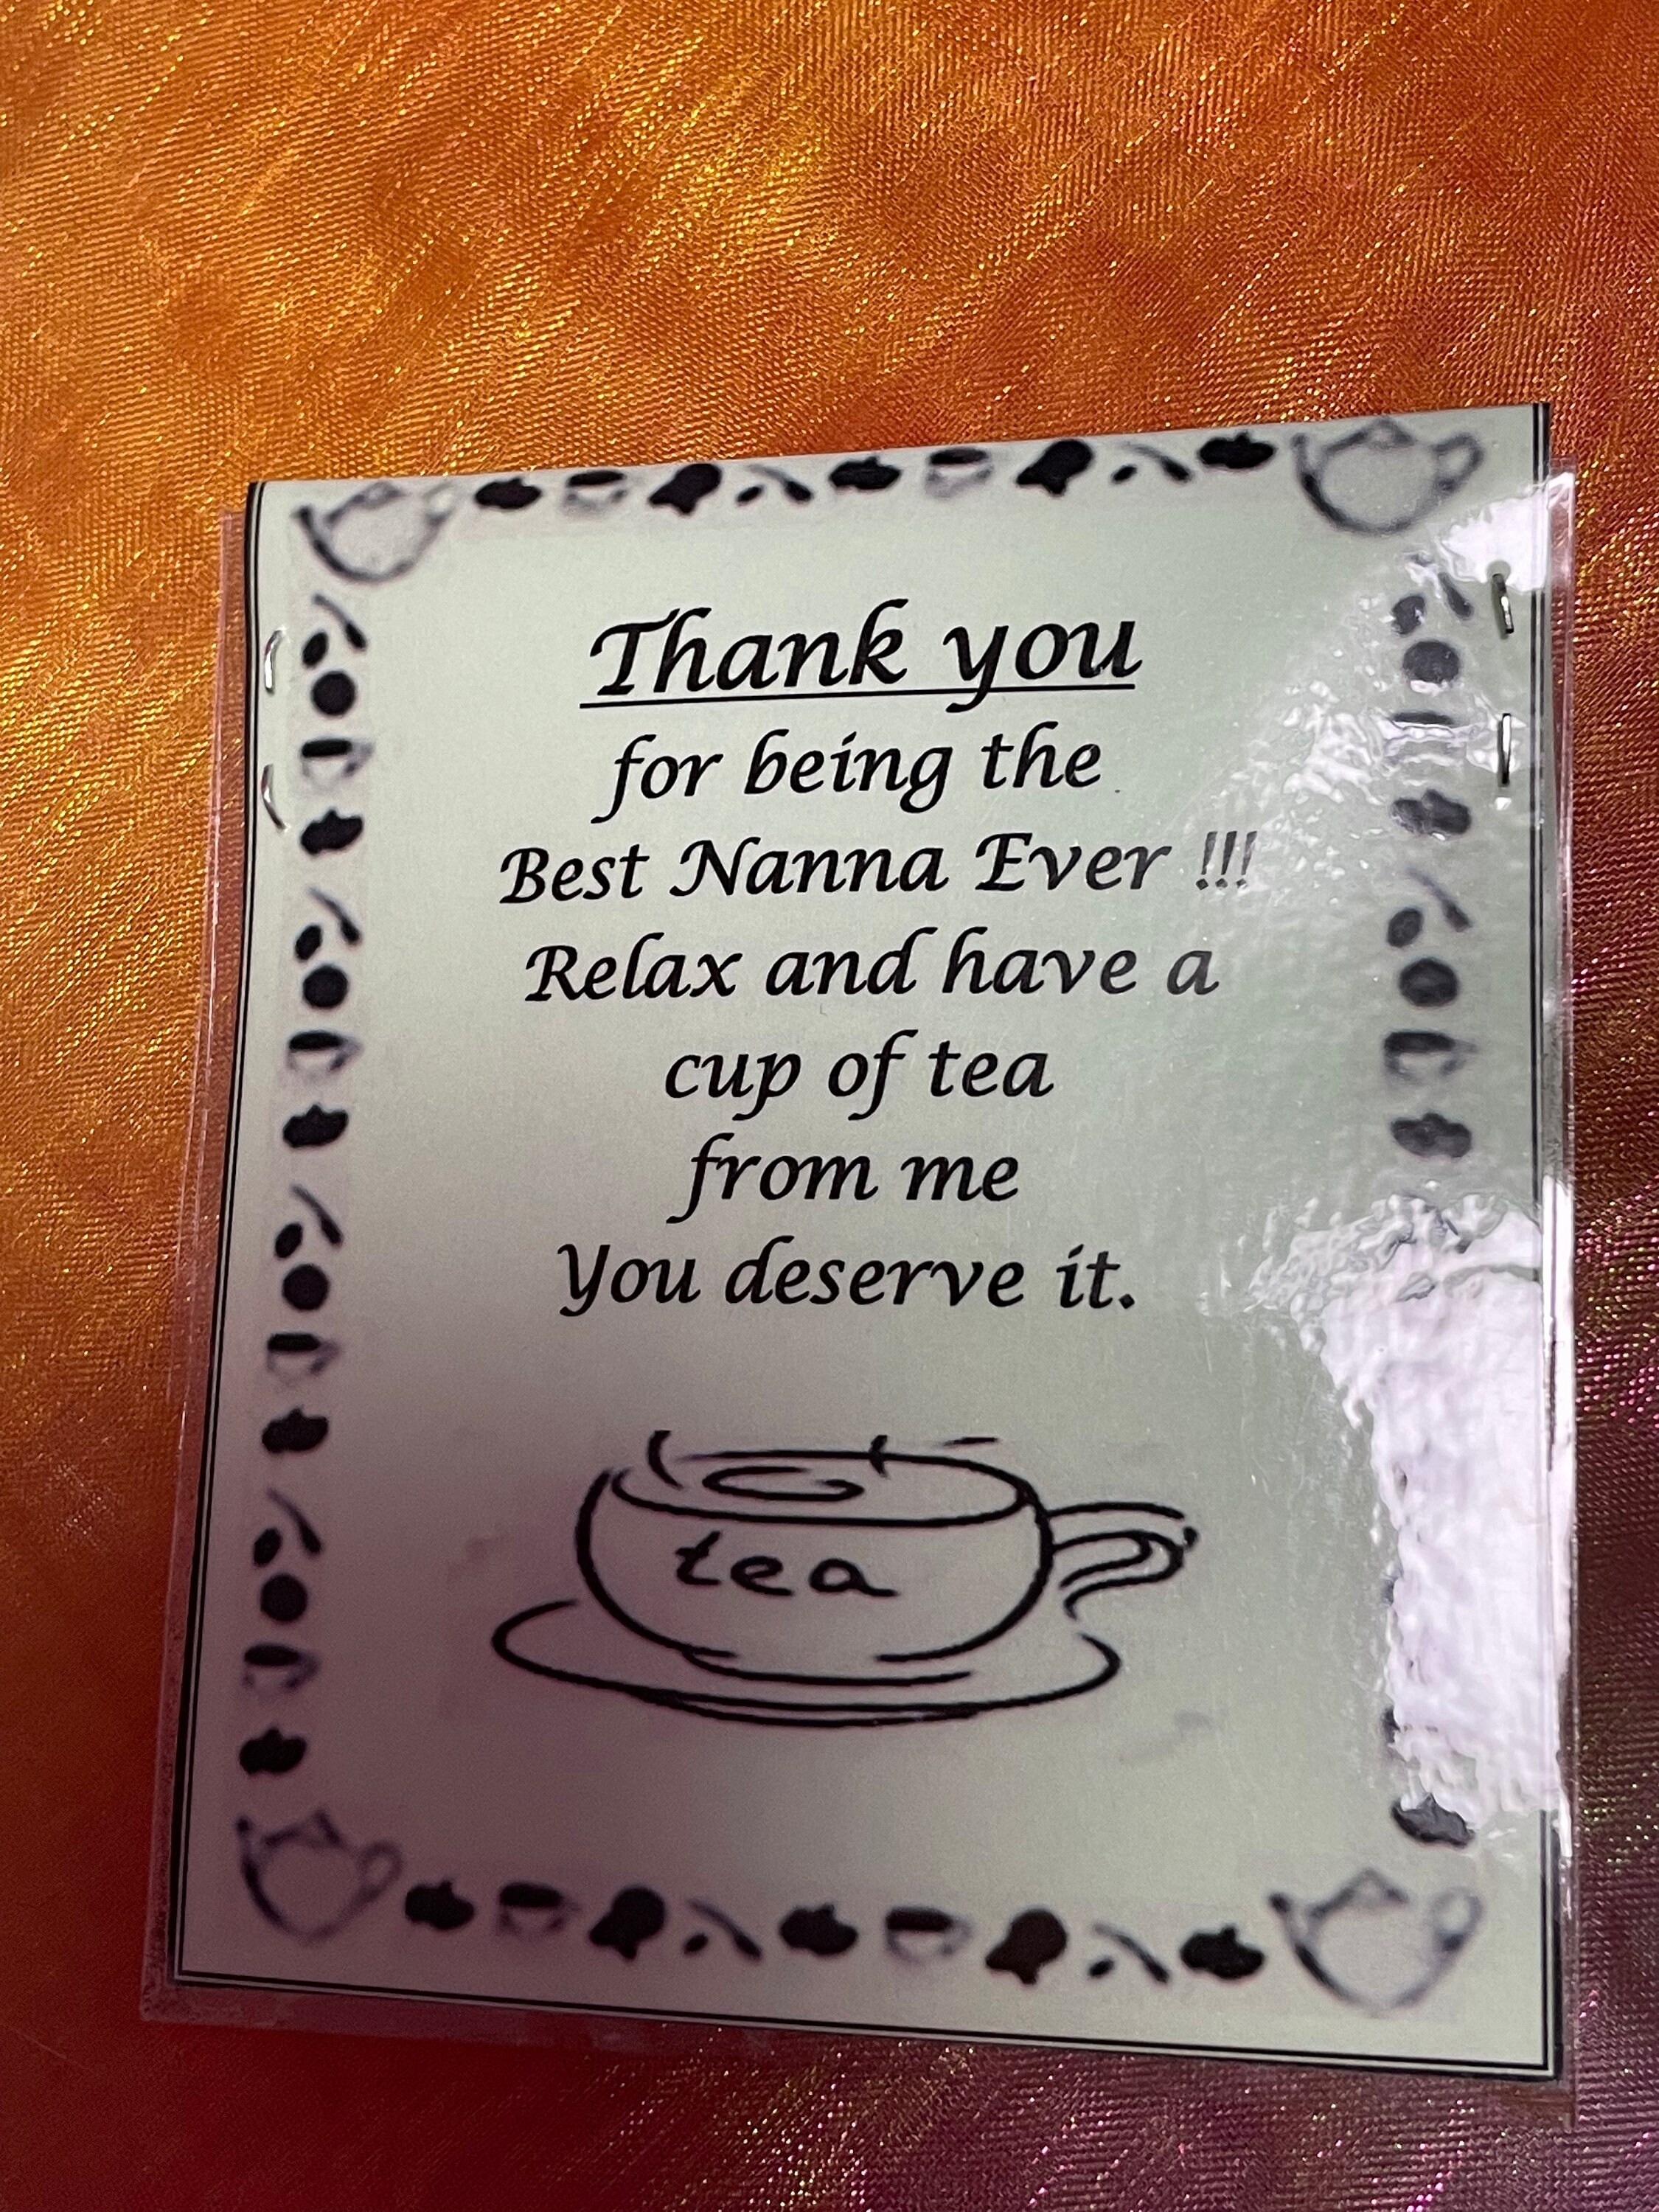 Thank you
for being the
Best Nanna Ever !!!
Relax and have a
cup of tea
from me
You deserve it.
tea